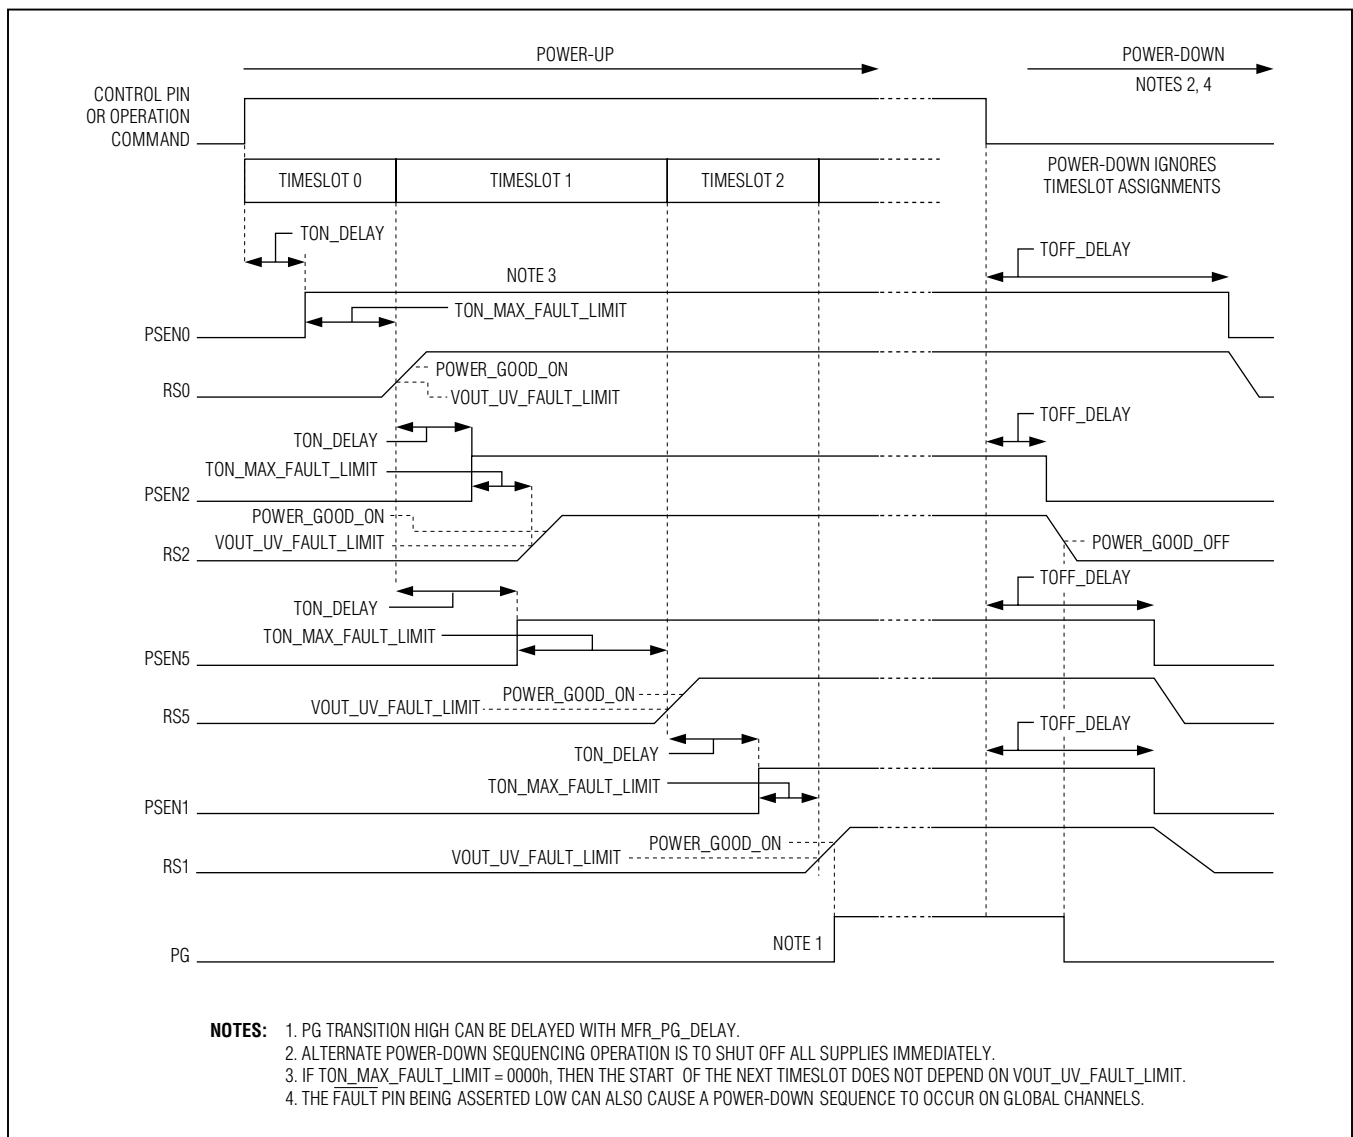 POWER-UP
POWER-DOWN
NOTES 2, 4
CONTROL PIN
OR OPERATION
COMMAND
TIMESLOT 0
TIMESLOT 1
TIMESLOT 2
POWER-DOWN IGNORES
TIMESLOT ASSIGNMENTS
TON_DELAY
TOFF_DELAY
NOTE 3
TON_MAX_FAULT_LIMIT
PSEN0
POWER_GOOD_ON
RS0
VOUT_UV_FAULT_LIMIT
TOFF_DELAY
TON_DELAY
TON_MAX_FAULT_LIMIT
PSEN2
POWER_GOOD_ON
VOUT_UV_FAULT_LIMIT
RS2
POWER_GOOD_OFF
TOFF_DELAY
TON_DELAY
TON_MAX_FAULT_LIMIT
PSEN5
POWER_GOOD_ON
VOUT_UV_FAULT_LIMIT
RS5
TOFF_DELAY
TON_DELAY
TON_MAX_FAULT_LIMIT
PSEN1
POWER_GOOD_ON
VOUT_UV_FAULT_LIMIT
RS1
NOTE 1
PG
NOTES: 1. PG TRANSITION HIGH CAN BE DELAYED WITH MFR_PG_DELAY.
2. ALTERNATE POWER-DOWN SEQUENCING OPERATION IS TO SHUT OFF ALL SUPPLIES IMMEDIATELY.
3. IF TON_MAX_FAULT_LIMIT = 0000h, THEN THE START OF THE NEXT TIMESLOT DOES NOT DEPEND ON VOUT_UV_FAULT_LIMIT.
4. THE FAULT PIN BEING ASSERTED LOW CAN ALSO CAUSE A POWER-DOWN SEQUENCE TO OCCUR ON GLOBAL CHANNELS.